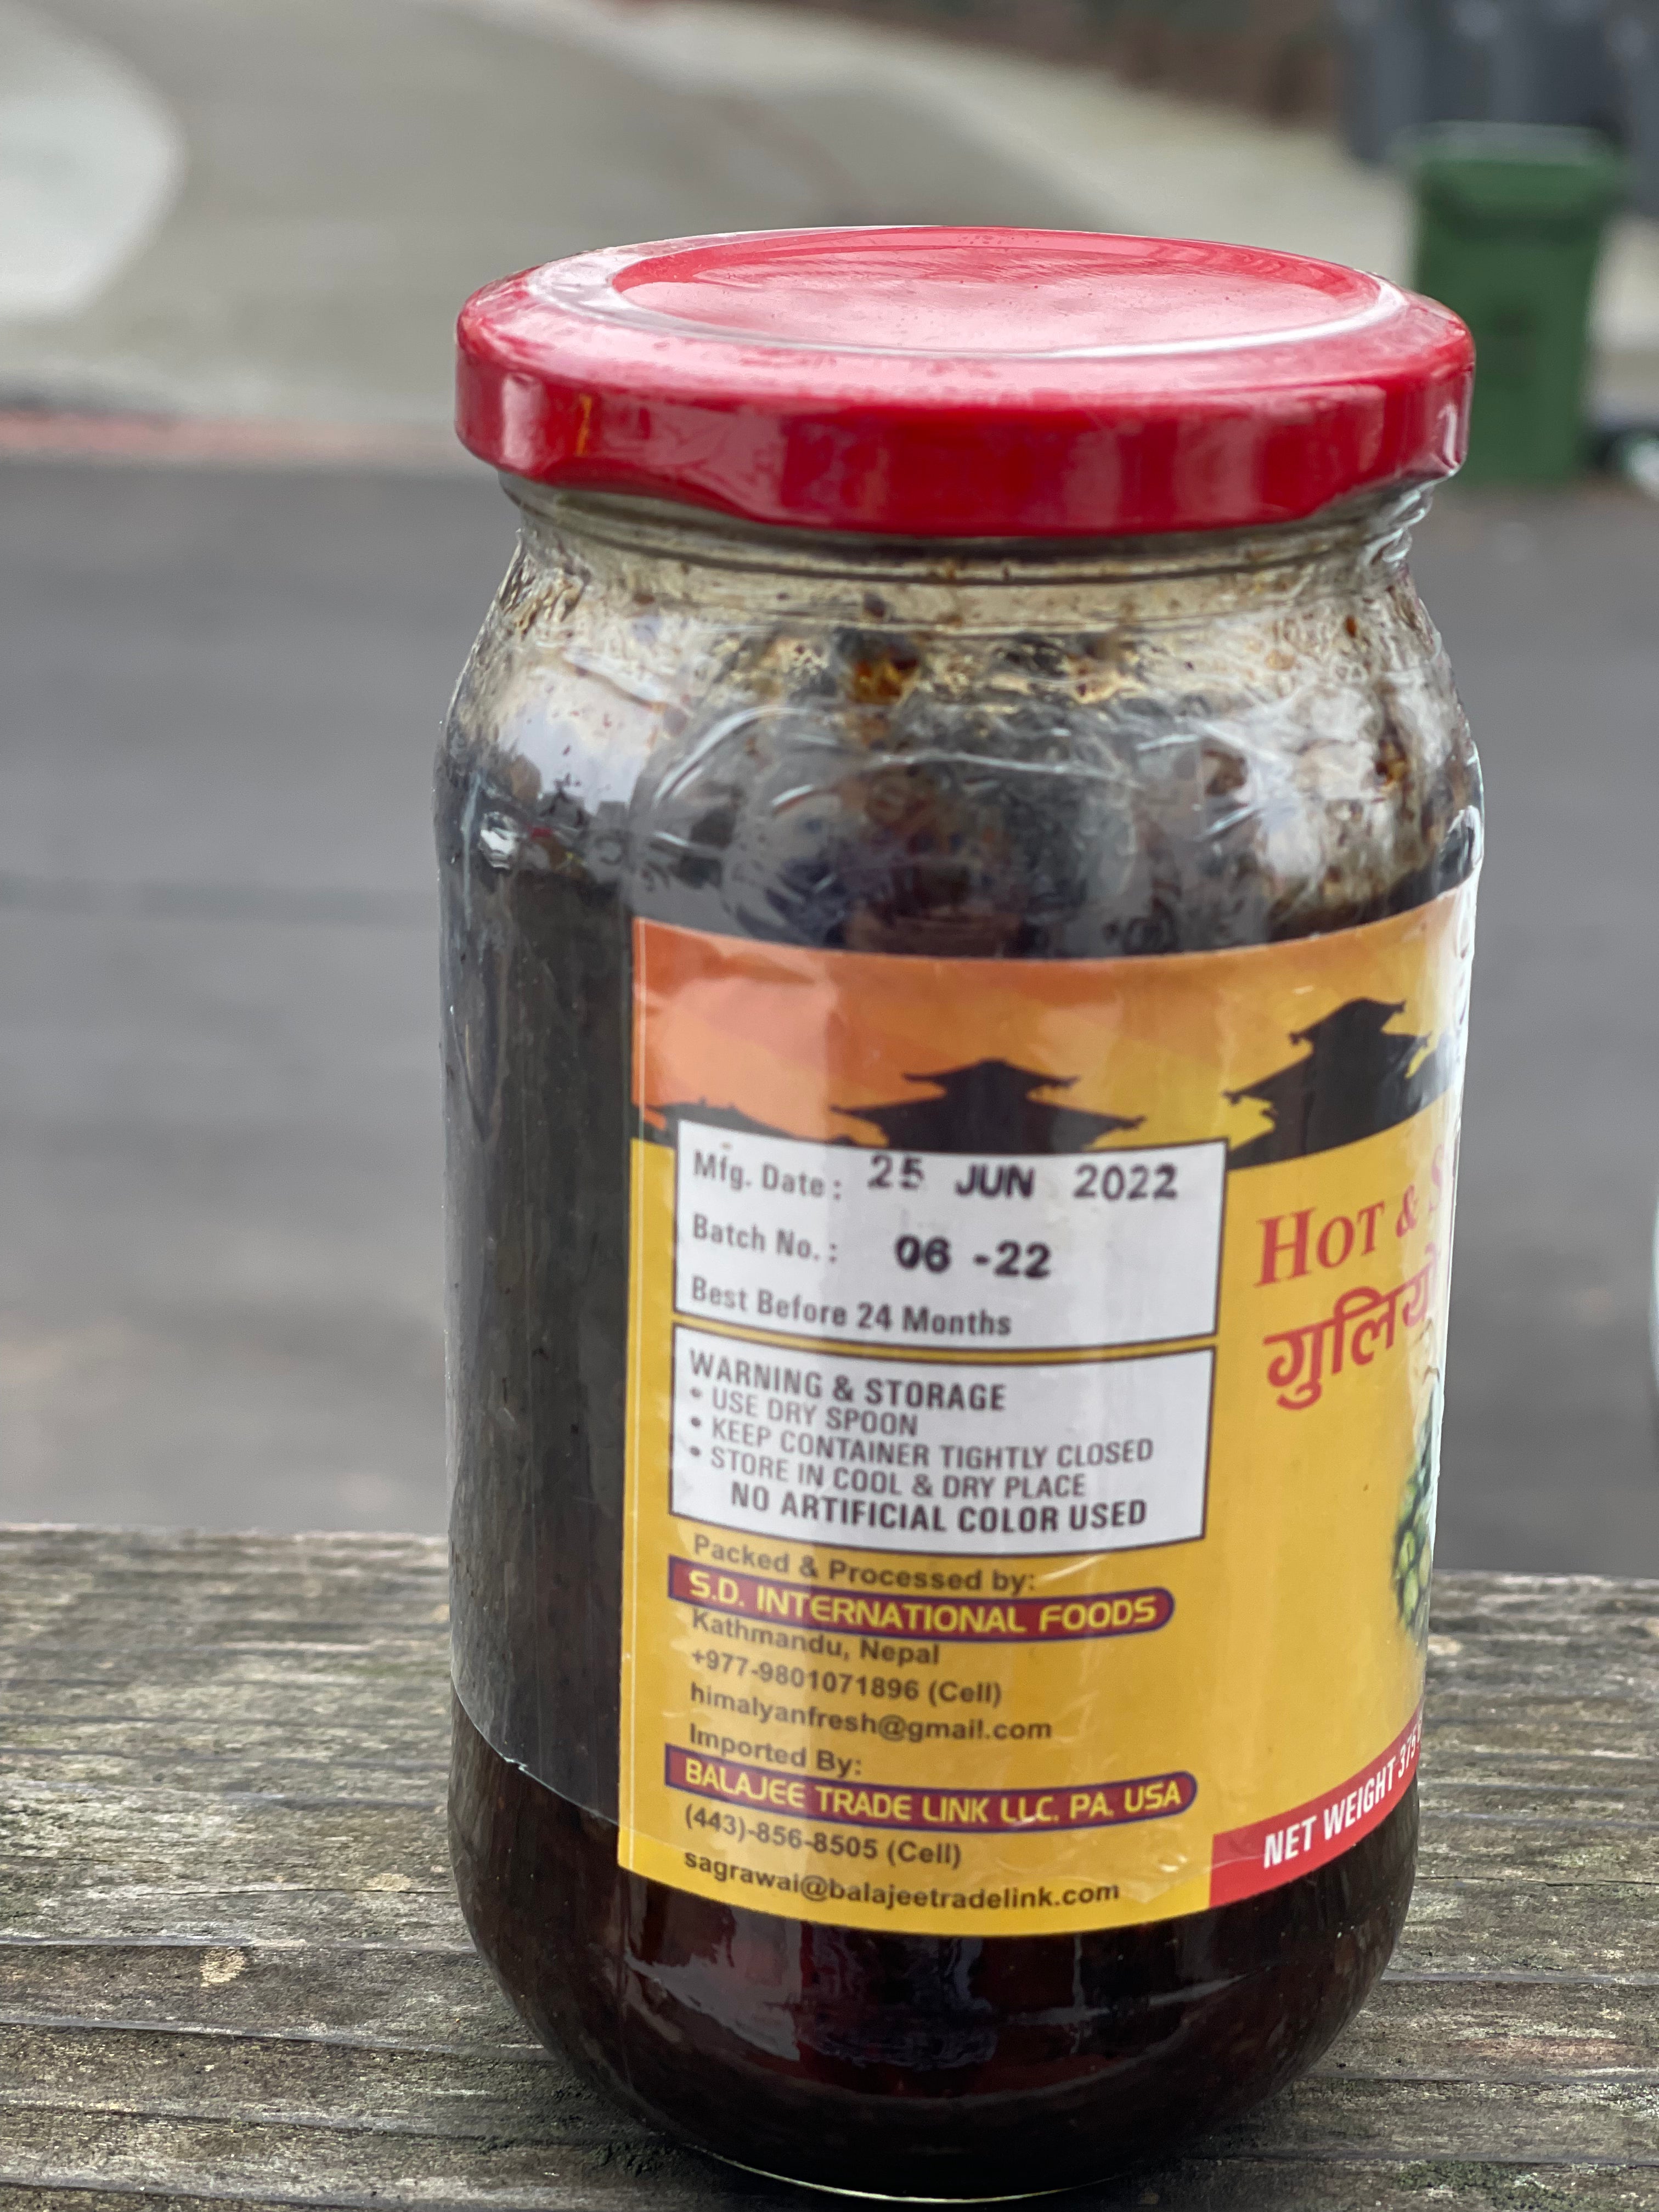 Mfg. Date : 25 JUN 2022
Batch No. : 06 -22
Best Before 24 Months
WARNING & STORAGE
• USE DRY SPOON
• KEEP CONTAINER TIGHTLY CLOSED
• STORE IN COOL & DRY PLACE
NO ARTIFICIAL COLOR USED
Packed & Processed by:
S.D. INTERNATIONAL FOODS
Kathmandu, Nepal
+977-9801071896 (Cell)
himalyanfresh@gmail.com
Imported By:
BALAJEE TRADE LINK LLC. PA. USA
(443)-856-8505 (Cell)
sagrawal@balajeetradelink.com
HOT &
NET WEIGHT 375